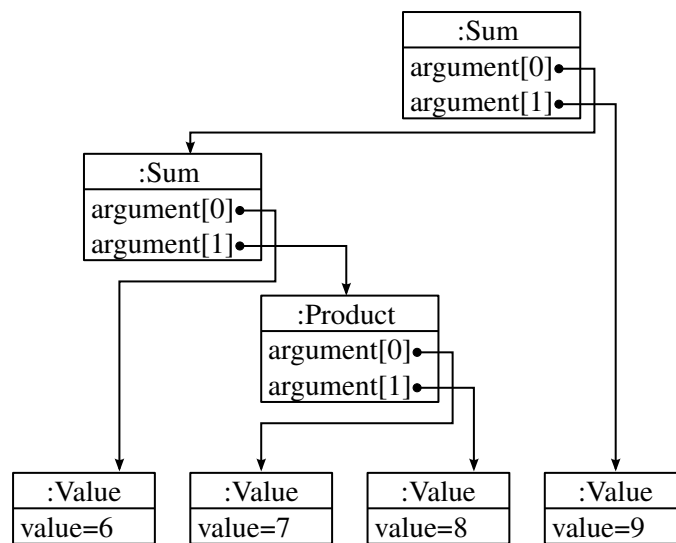 :Sum
argument[0]
argument[1]
:Sum
argument[0]
argument[1]
:Product
argument[0]
argument[1]
:Value
value=6
:Value
value=7
:Value
value=8
:Value
value=9